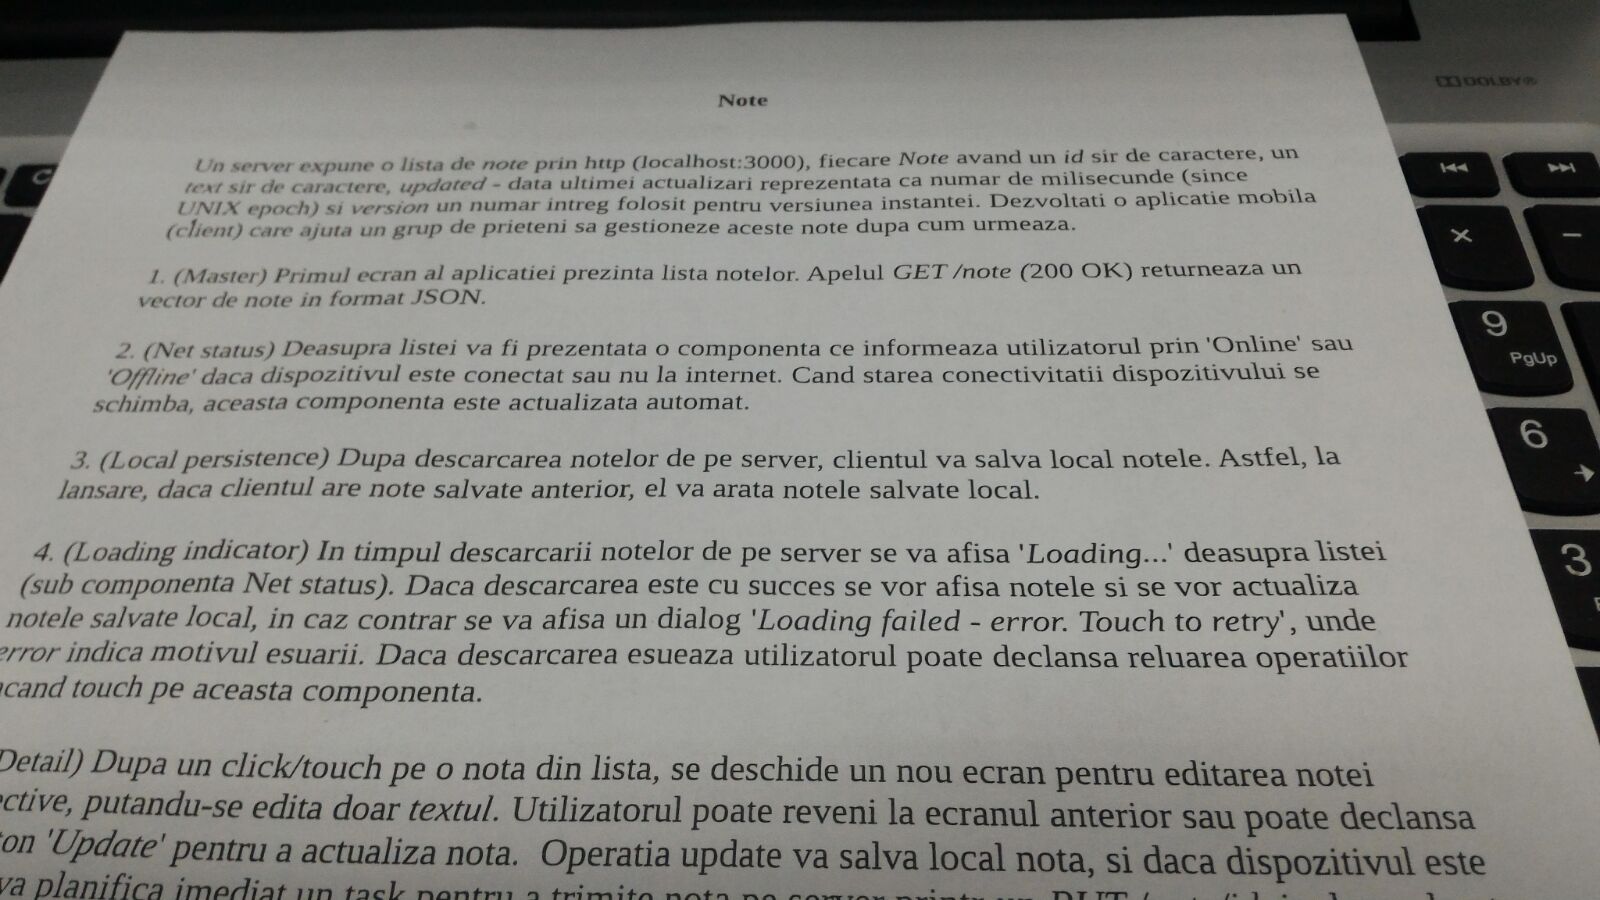 DOLBY®
Note
Un server expune o lista de note prin http (localhost:3000), fiecare Note avand un id sir de caractere, un
text sir de caractere, updated - data ultimei actualizari reprezentata ca numar de milisecunde (since
UNIX epoch) si version un numar intreg folosit pentru versiunea instantei. Dezvoltati o aplicatie mobila
(client) care ajuta un grup de prieteni sa gestioneze aceste note dupa cum urmeaza.
1. (Master) Primul ecran al aplicatiei prezinta lista notelor. Apelul GET /note (200 OK) returneaza un
vector de note in format JSON.
2. (Net status) Deasupra listei va fi prezentata o componenta ce informeaza utilizatorul prin 'Online' sau
'Offline' daca dispozitivul este conectat sau nu la internet. Cand starea conectivitatii dispozitivului se
schimba, aceasta componenta este actualizata automat.
3. (Local persistence) Dupa descarcarea notelor de pe server, clientul va salva local notele. Astfel, la
lansare, daca clientul are note salvate anterior, el va arata notele salvate local.
4. (Loading indicator) In timpul descarcarii notelor de pe server se va afisa 'Loading...' deasupra listei
(sub componenta Net status). Daca descarcarea este cu succes se vor afisa notele si se vor actualiza
notele salvate local, in caz contrar se va afisa un dialog 'Loading failed - error. Touch to retry', unde
error indica motivul esuarii. Daca descarcarea esueaza utilizatorul poate declansa reluarea operatiilor
cand touch pe aceasta componenta.
Detail) Dupa un click/touch pe o nota din lista, se deschide un nou ecran pentru editarea notei
ective, putandu-se edita doar textul. Utilizatorul poate reveni la ecranul anterior sau poate declansa
on 'Update' pentru a actualiza nota. Operatia update va salva local nota, si daca dispozitivul este
va planifica imediat un task pentru a trimite nota pe server printr-un PUT
C
×
−
9
PgUp
6
3